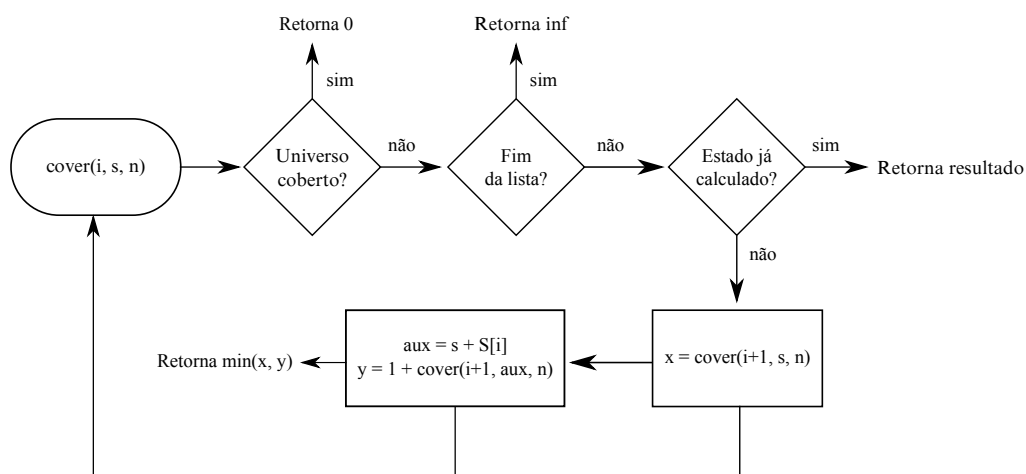 Retorna 0
Retorna inf
sim
sim
cover(i, s, n)
Universo
coberto?
não
Fim
da lista?
não
Estado já
calculado?
sim
Retorna resultado
não
Retorna min(x, y)
aux = s + S[i]
y = 1 + cover(i+1, aux, n)
x = cover(i+1, s, n)